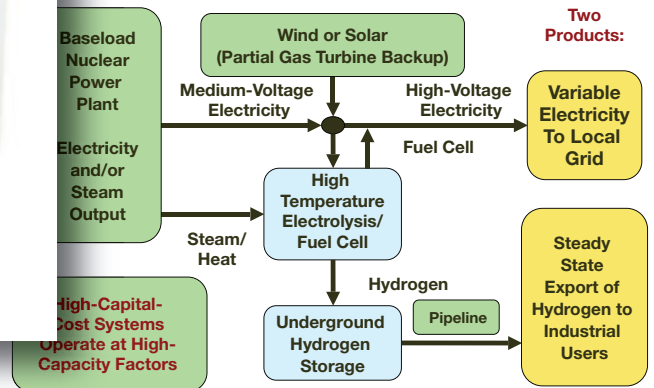 Two
Products:
Baseload
Nuclear
Power
Plant
Electricity
and/or
Steam
Output
Wind or Solar
(Partial Gas Turbine Backup)
Medium-Voltage
Electricity
High-Voltage
Electricity
Fuel Cell
Variable
Electricity
To Local
Grid
Steam/
Heat
High
Temperature
Electrolysis/
Fuel Cell
Hydrogen
Underground
Hydrogen
Storage
Pipeline
Steady
State
Export of
Hydrogen to
Industrial
Users
High-Capital-
Cost Systems
Operate at High-
Capacity Factors